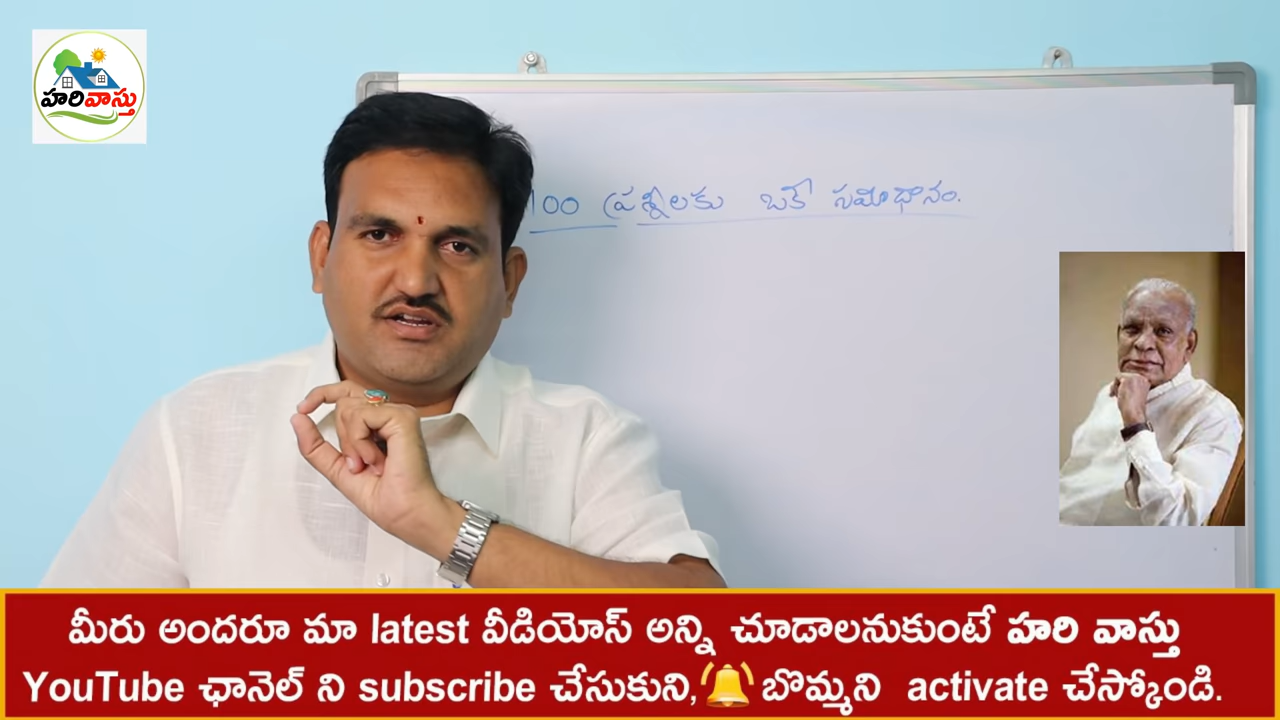 హరివాస్తు
100 ప్రశ్నలకు ఒకే సమాధానం.
మీరు అందరూ మా latest వీడియోస్ అన్ని చూడాలనుకుంటే హరి వాస్తు
YouTube ఛానెల్ ని subscribe చేసుకుని, బొమ్మని activate చేస్కోండి.